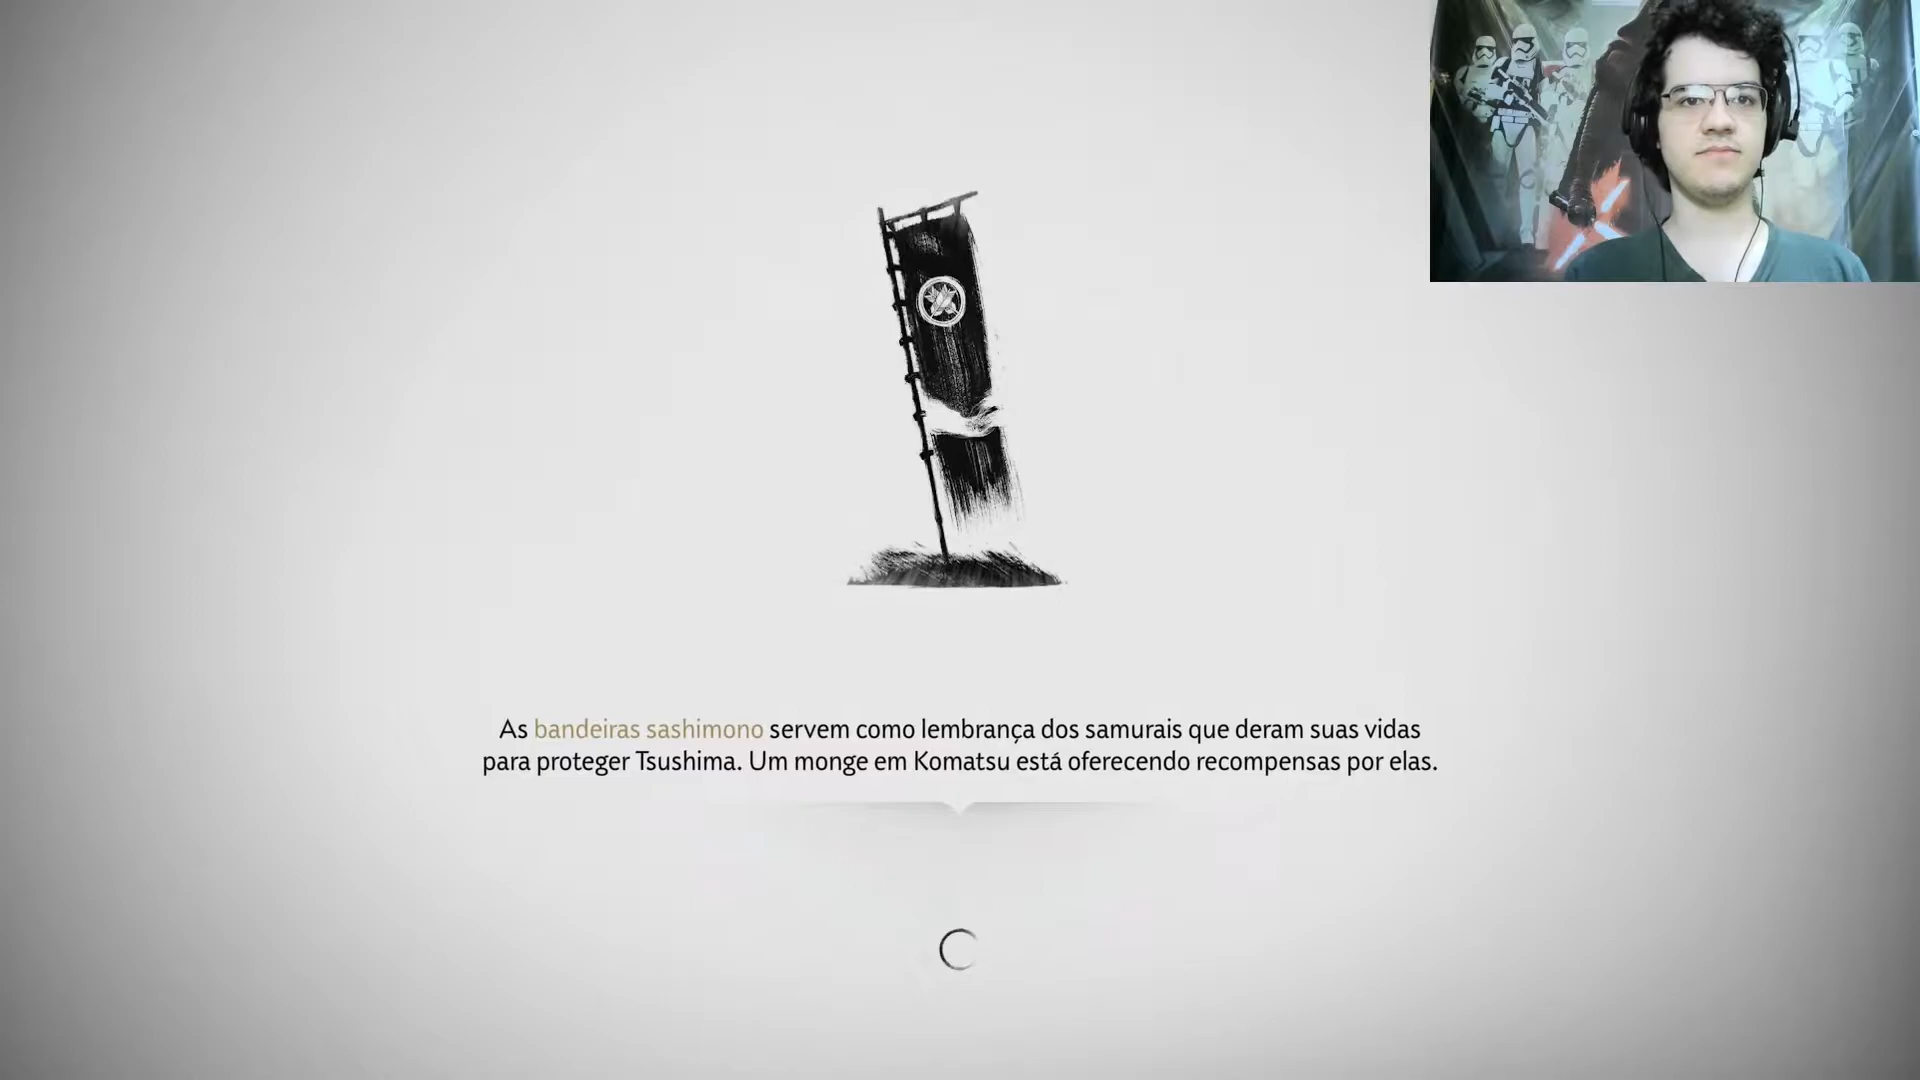 As bandeiras sashimono servem como lembrança dos samurais que deram suas vidas
para proteger Tsushima. Um monge em Komatsu está oferecendo recompensas por elas.